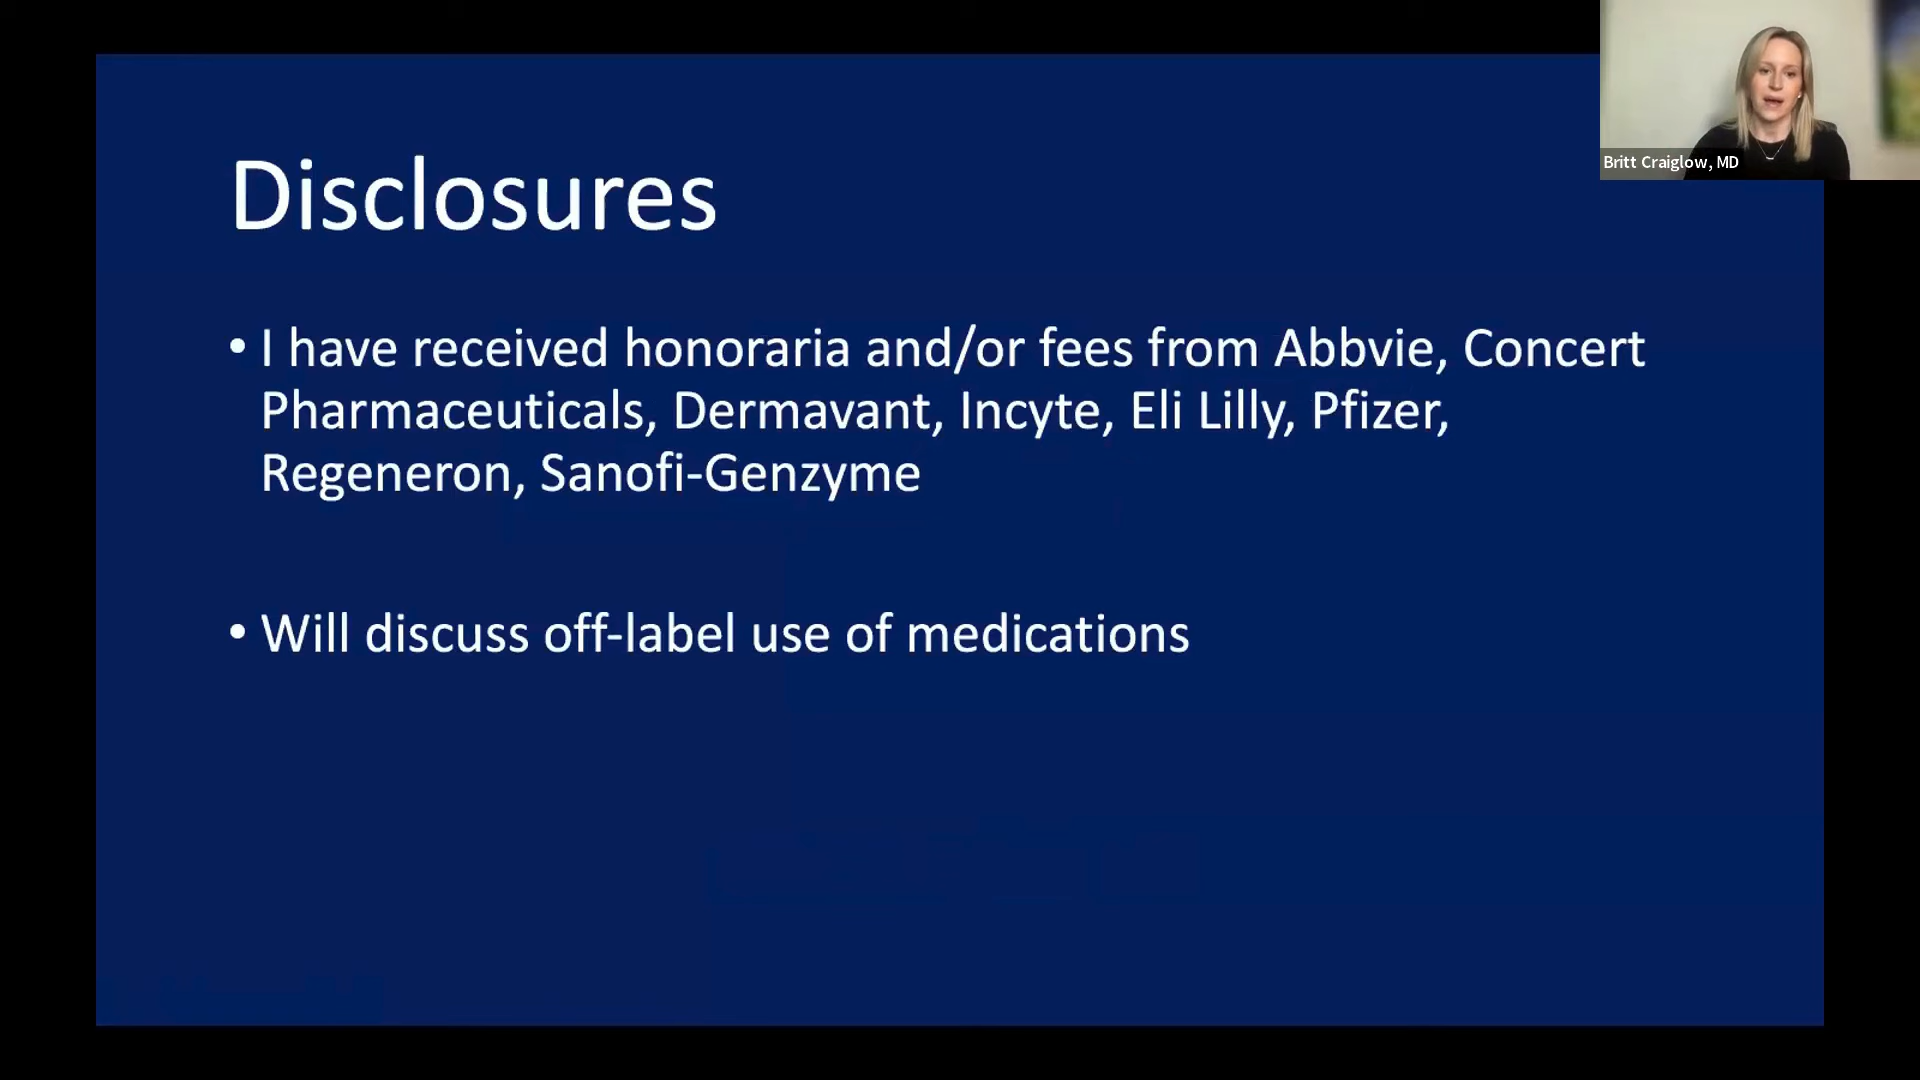 Britt Craiglow, MD
Disclosures
• I have received honoraria and/or fees from Abbvie, Concert
Pharmaceuticals, Dermavant, Incyte, Eli Lilly, Pfizer,
Regeneron, Sanofi-Genzyme
• Will discuss off-label use of medications